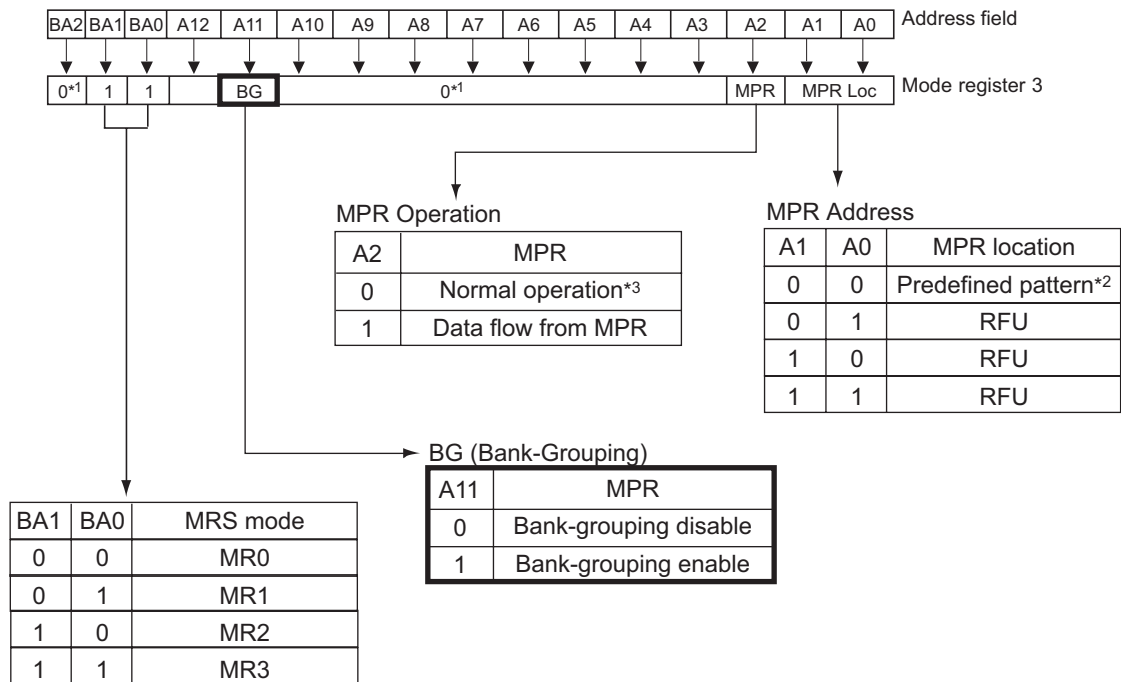 BA2 BA1 BA0 A12 A11 A10 A9 A8 A7 A6 A5 A4 A3 A2 A1 A0 Address field
0*1 1 1 BG 0*1 MPR MPR Loc Mode register 3
MPR Operation
A2 MPR
0 Normal operation*3
1 Data flow from MPR
MPR Address
A1 A0 MPR location
0 0 Predefined pattern*2
0 1 RFU
1 0 RFU
1 1 RFU
BG (Bank-Grouping)
A11 MPR
0 Bank-grouping disable
1 Bank-grouping enable
BA1 BA0 MRS mode
0 0 MR0
0 1 MR1
1 0 MR2
1 1 MR3